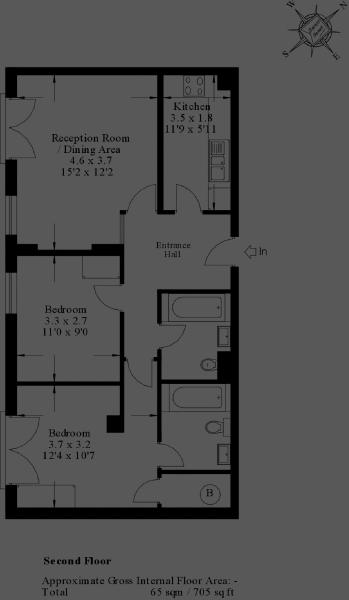 W
N
S
E
Kitchen
3.5 x 1.8
11'9 x 5'11
Reception Room
/ Dining Area
4.6 x 3.7
15'2 x 12'2
Entrance
Hall
In
Bedroom
3.3 x 2.7
11'0 x 9'0
Bedroom
3.7 x 3.2
12'4 x 10'7
B
Second Floor
Approximate Gross Internal Floor Area: -
Total 65 sqm / 705 sq ft